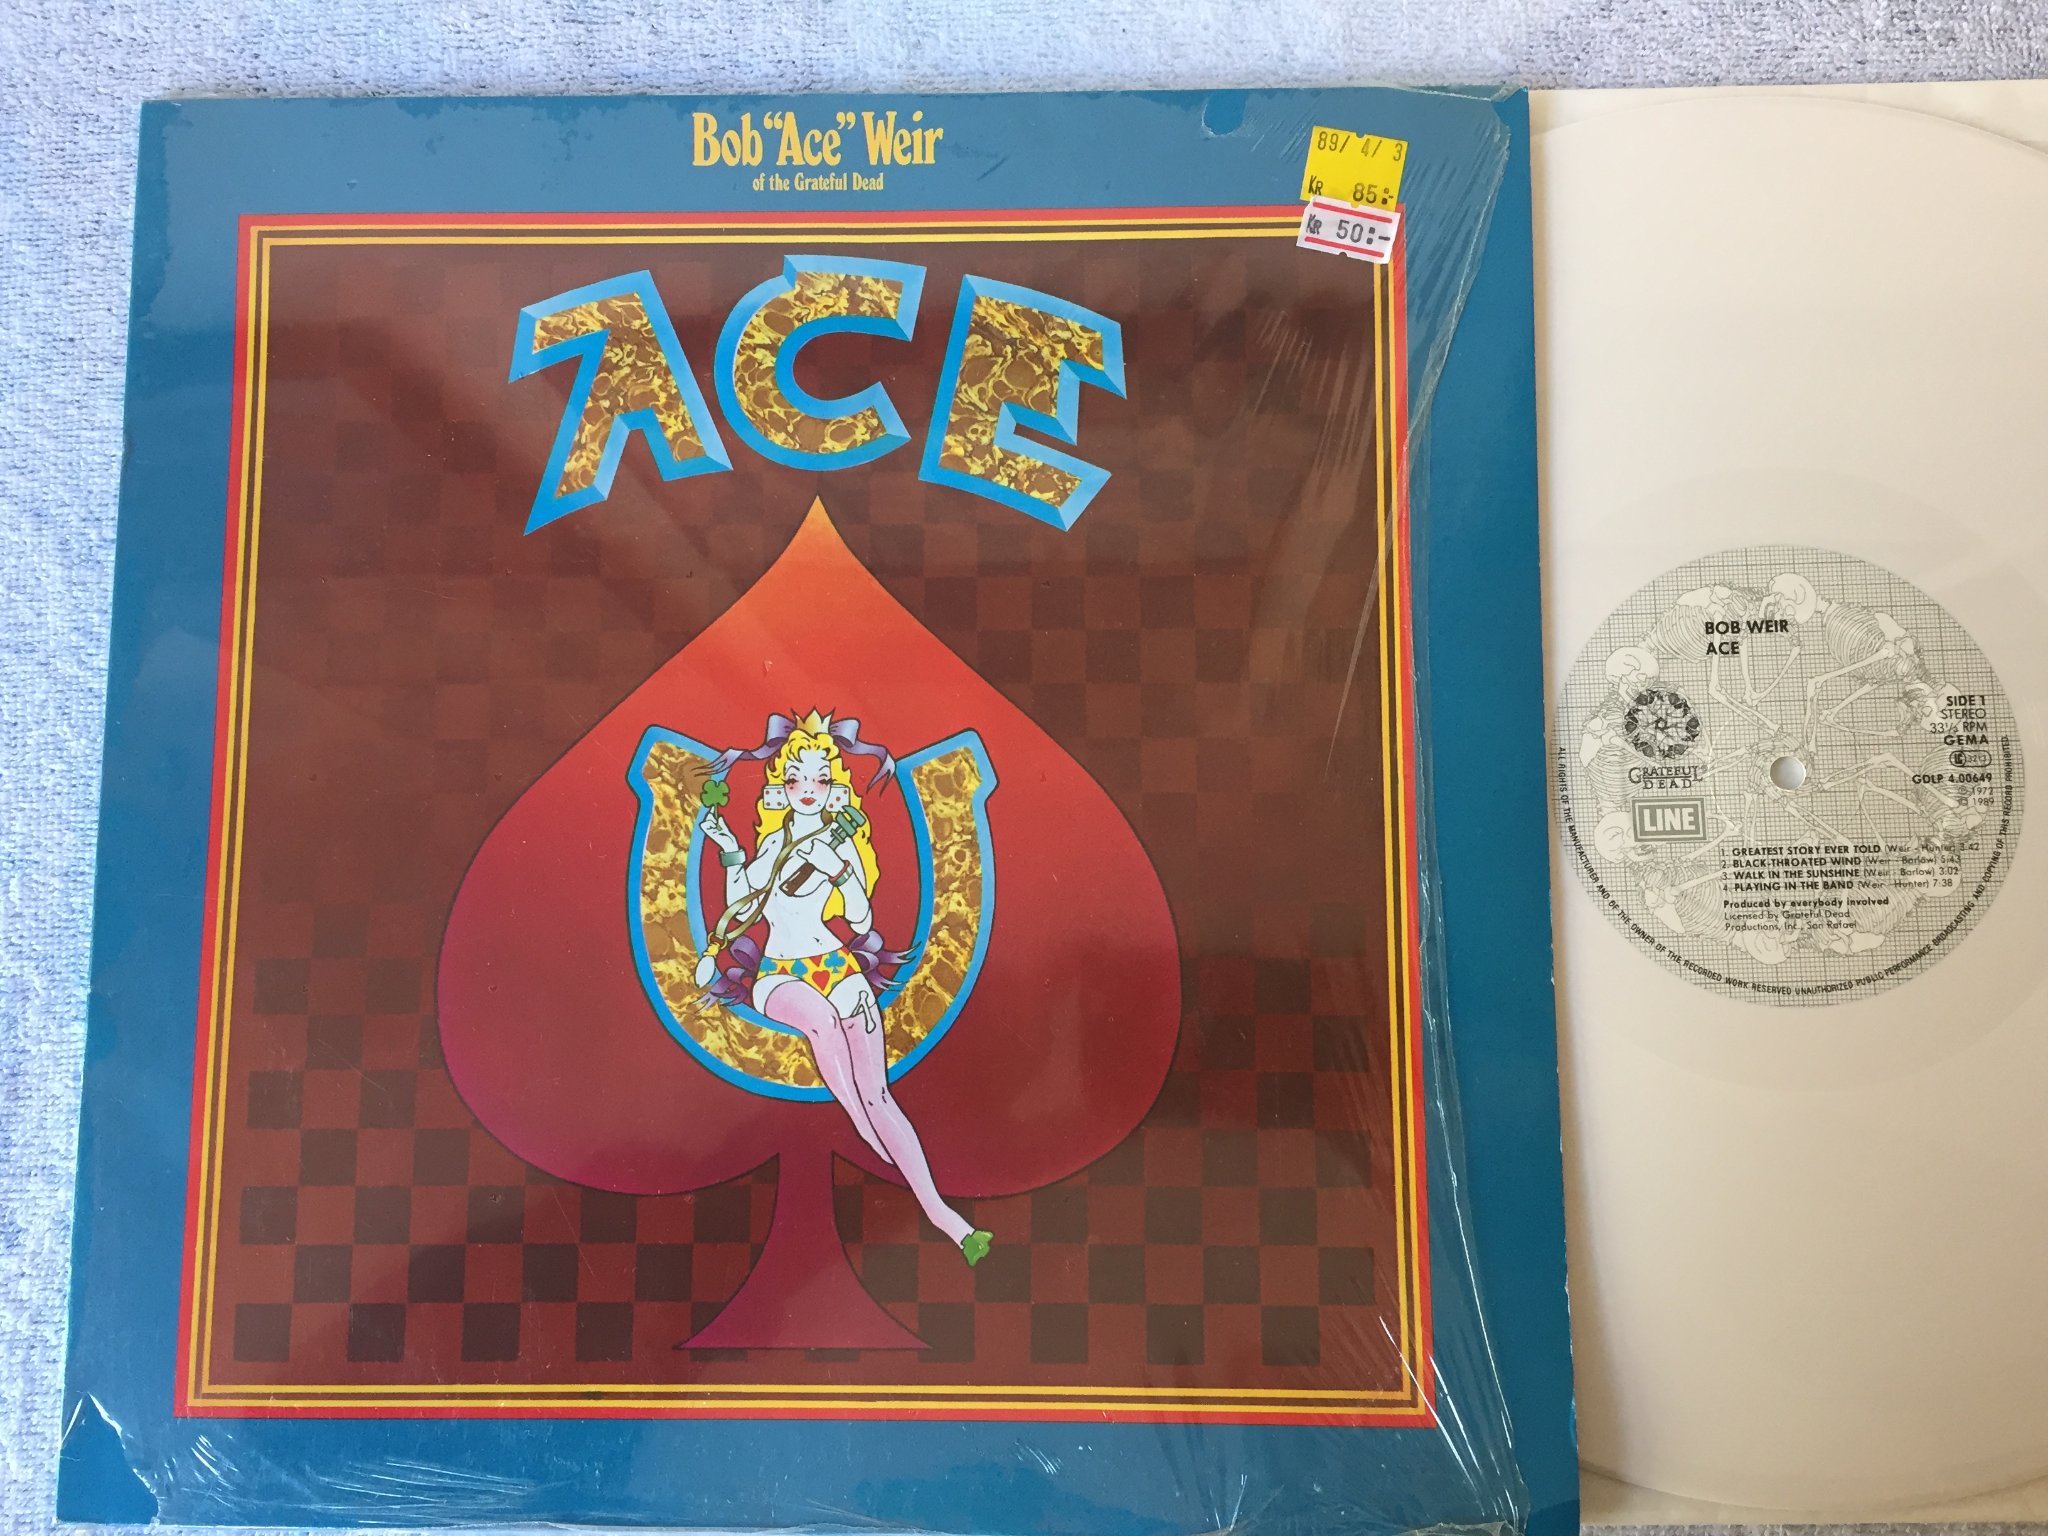 Bob "Ace" Weir
of the Grateful Dead
89/ 4/ 3
KR 85:-
KR 50:-
ACE
BOB WEIR
ACE
SIDE 1
STEREO
33⅓ RPM
GEMA
LC 3213
GOLP 4.00649
℗ 1972
© 1989
GRATEFUL
DEAD
LINE
1. GREATEST STORY EVER TOLD (Weir - Hunter) 3:42
2. BLACK-THROATED WIND (Weir - Barlow) 5:43
3. WALK IN THE SUNSHINE (Weir - Barlow) 3:02
4. PLAYING IN THE BAND (Weir - Hunter) 7:38
Produced by everybody involved
Licensed by Grateful Dead
Productions, Inc., San Rafael
ALL RIGHTS OF THE MANUFACTURER AND OF THE OWNER OF THE RECORDED WORK RESERVED UNAUTHORIZED PUBLIC PERFORMANCE BROADCASTING AND COPYING OF THIS RECORD PROHIBITED.